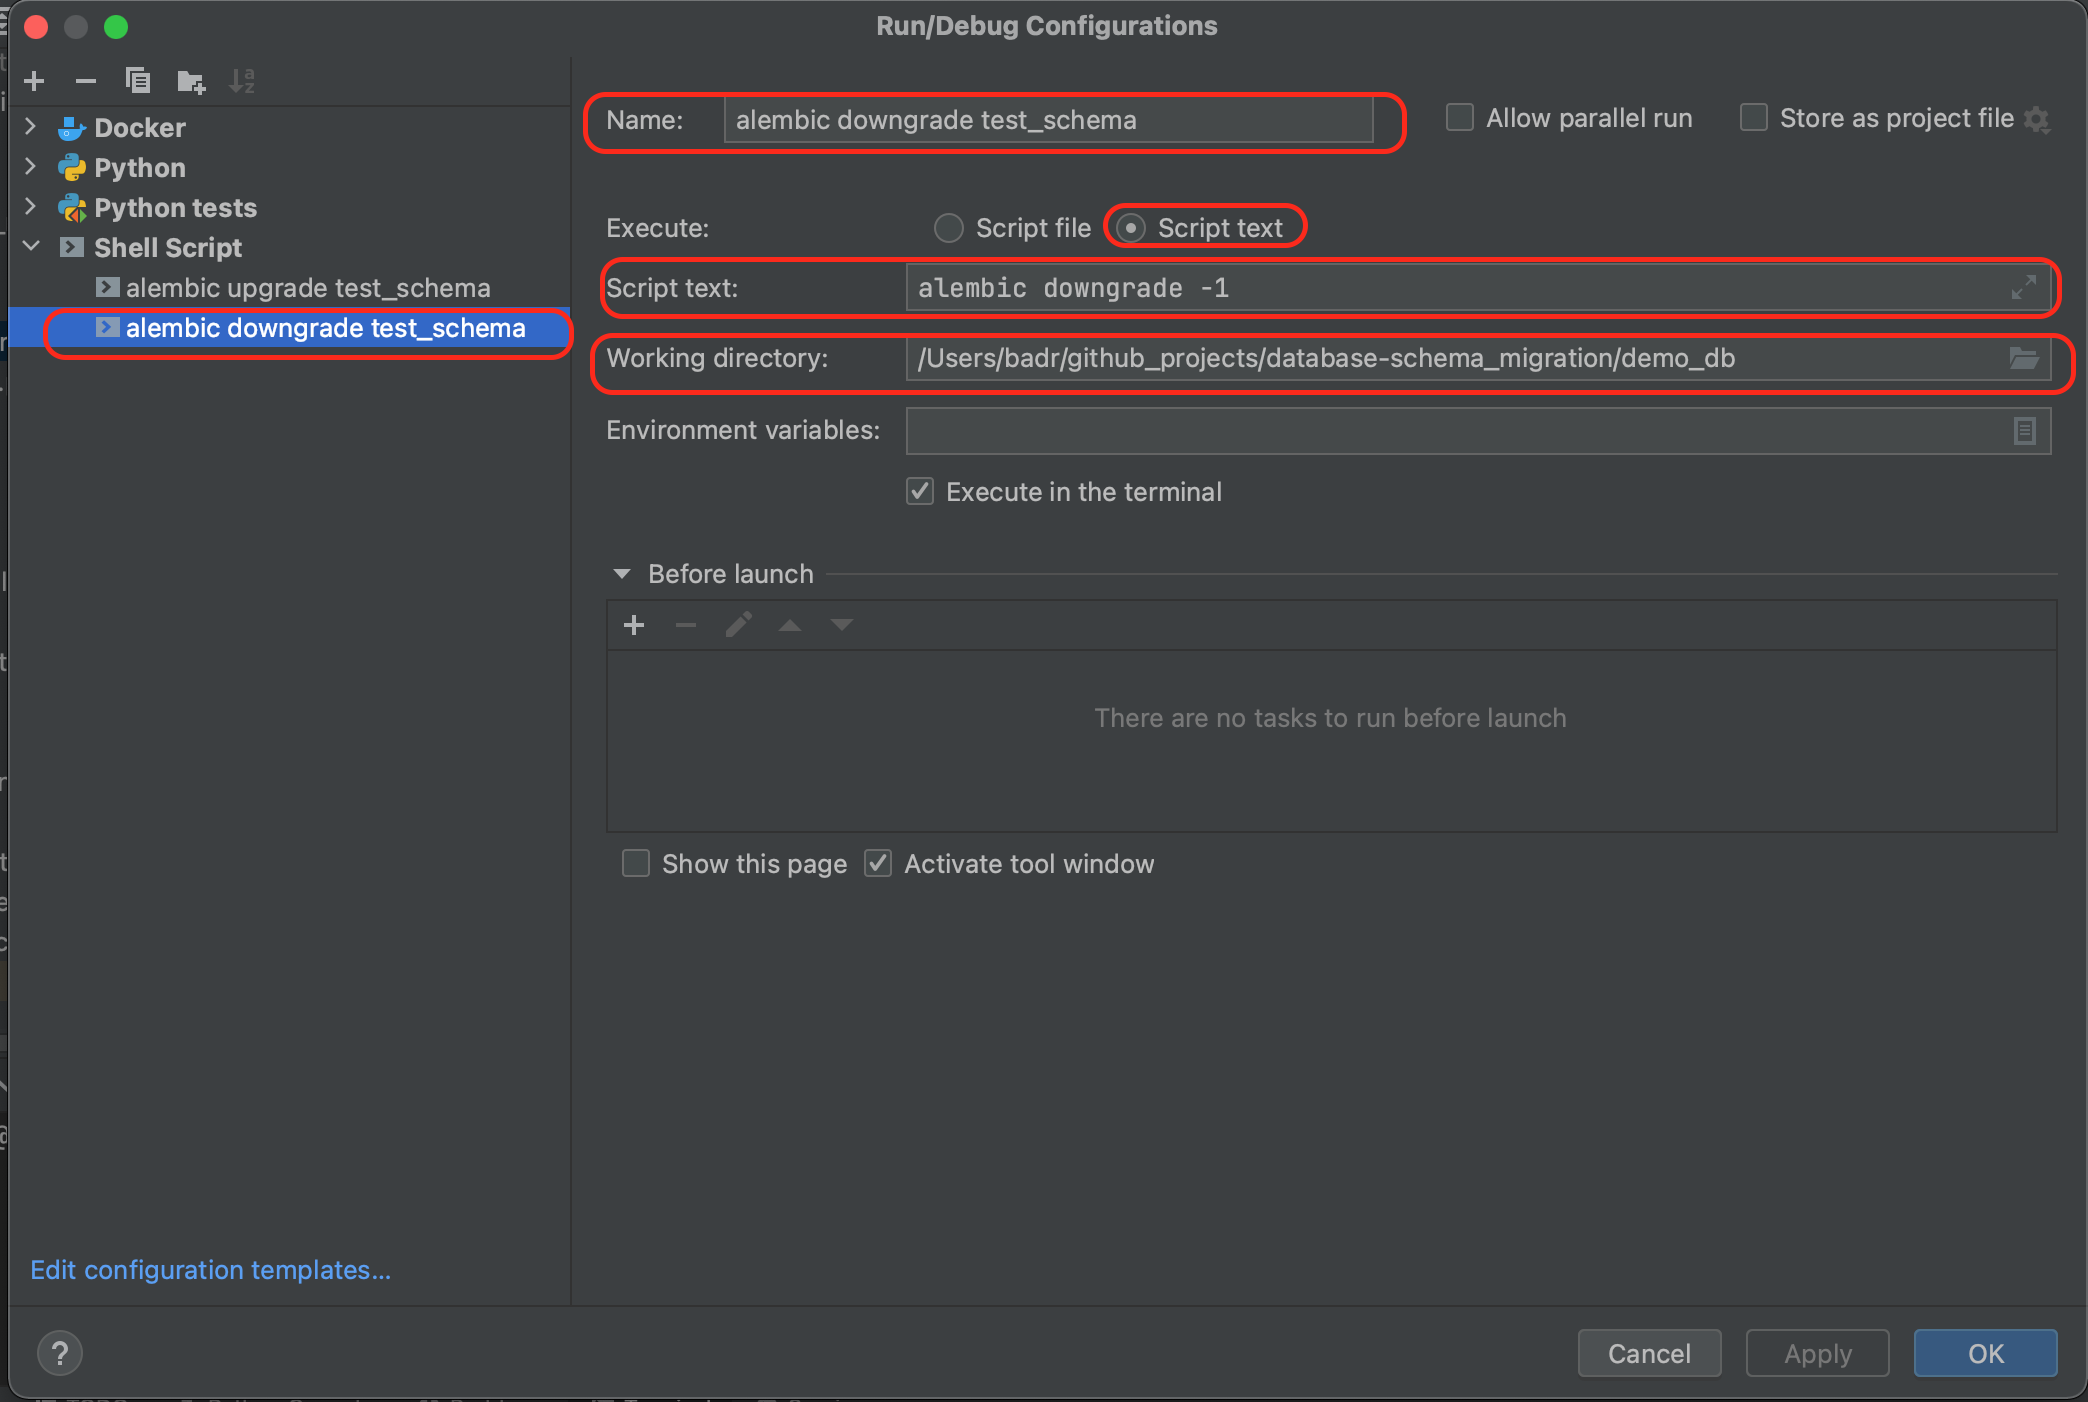 Run/Debug Configurations
Docker
Python
Python tests
Shell Script
alembic upgrade test_schema
alembic downgrade test_schema
Edit configuration templates...
Name: alembic downgrade test_schema
Allow parallel run
Store as project file
Execute: Script file Script text
Script text: alembic downgrade -1
Working directory: /Users/badr/github_projects/database-schema_migration/demo_db
Environment variables:
Execute in the terminal
Before launch
There are no tasks to run before launch
Show this page Activate tool window
? Cancel Apply OK